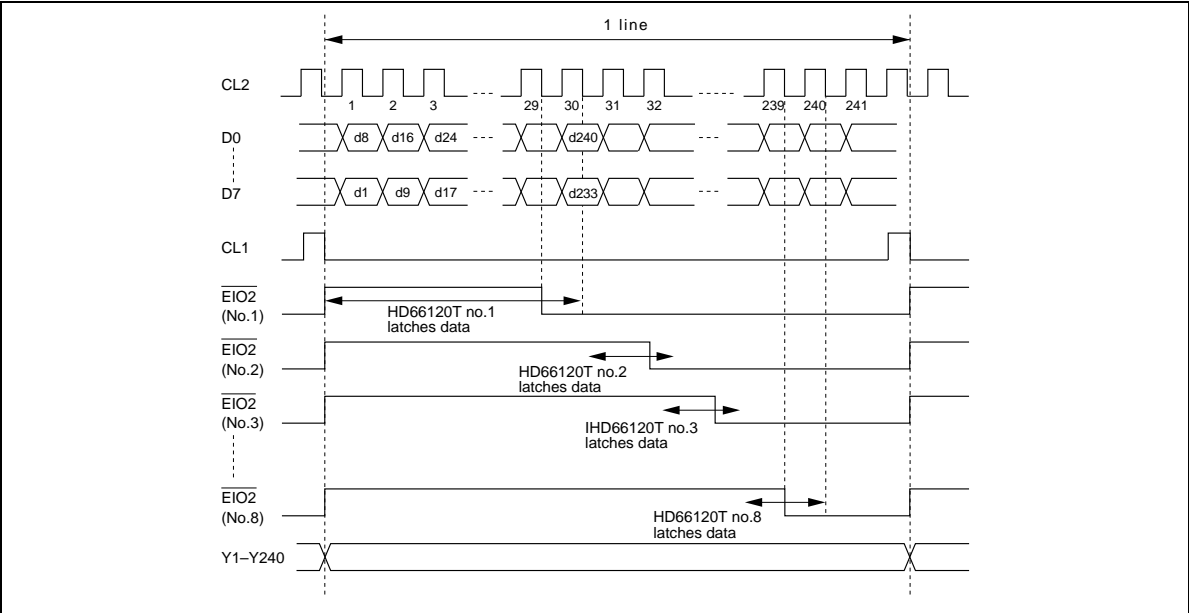 1 line
CL2
1 2 3 29 30 31 32 239 240 241
D0 d8 d16 d24 d240
D7 d1 d9 d17 d233
CL1
EIO2
(No.1)
HD66120T no.1
latches data
EIO2
(No.2)
HD66120T no.2
latches data
EIO2
(No.3)
IHD66120T no.3
latches data
EIO2
(No.8)
HD66120T no.8
latches data
Y1–Y240